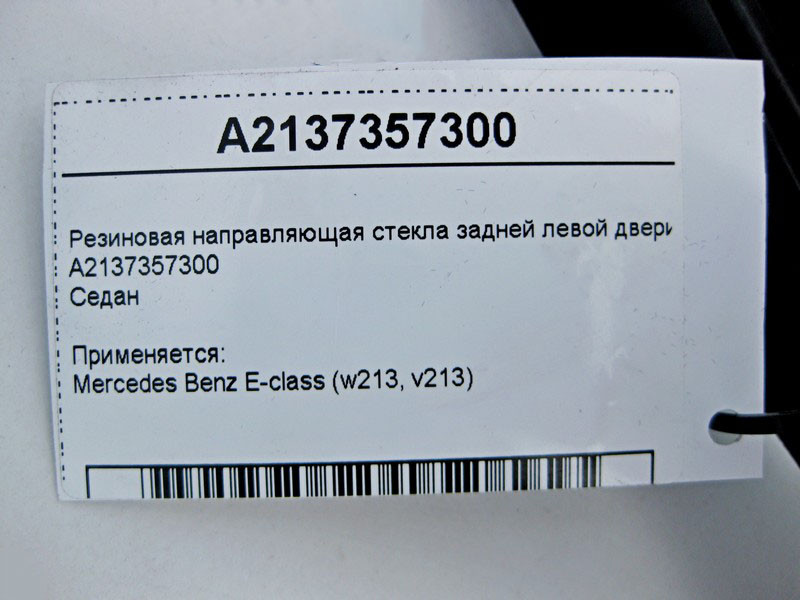 A2137357300
Резиновая направляющая стекла задней левой двери
A2137357300
Седан
Применяется:
Mercedes Benz E-class (w213, v213)